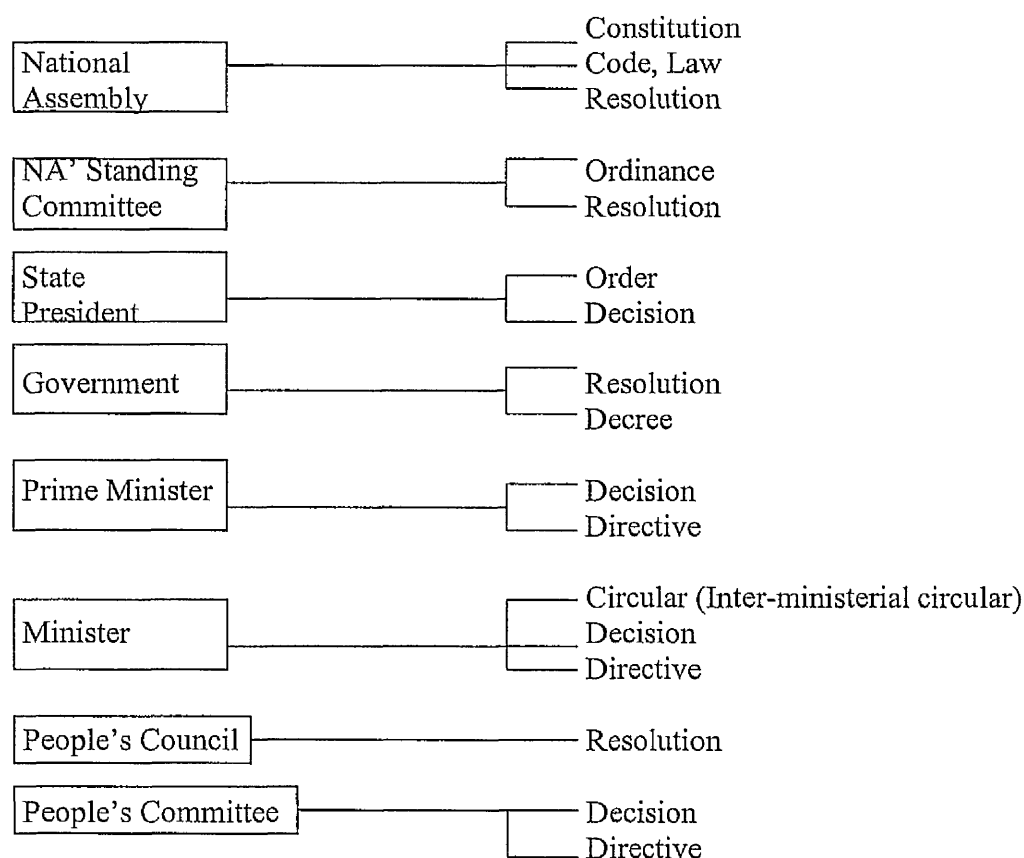 National
Assembly
Constitution
Code, Law
Resolution
NA' Standing
Committee
Ordinance
Resolution
State
President
Order
Decision
Government
Resolution
Decree
Prime Minister
Decision
Directive
Minister
Circular (Inter-ministerial circular)
Decision
Directive
People's Council
Resolution
People's Committee
Decision
Directive